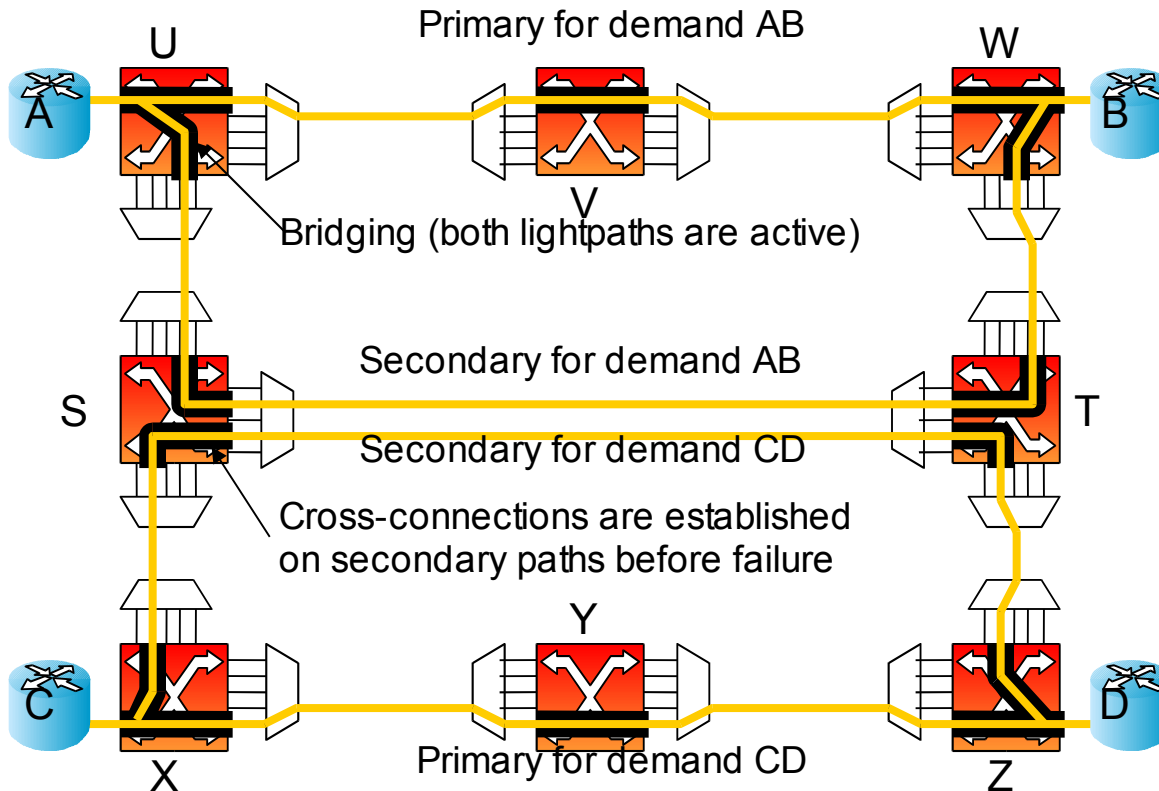 Primary for demand AB
U
W
A
B
V
Bridging (both lightpaths are active)
Secondary for demand AB
S
T
Secondary for demand CD
Cross-connections are established
on secondary paths before failure
Y
C
D
Primary for demand CD
X
Z